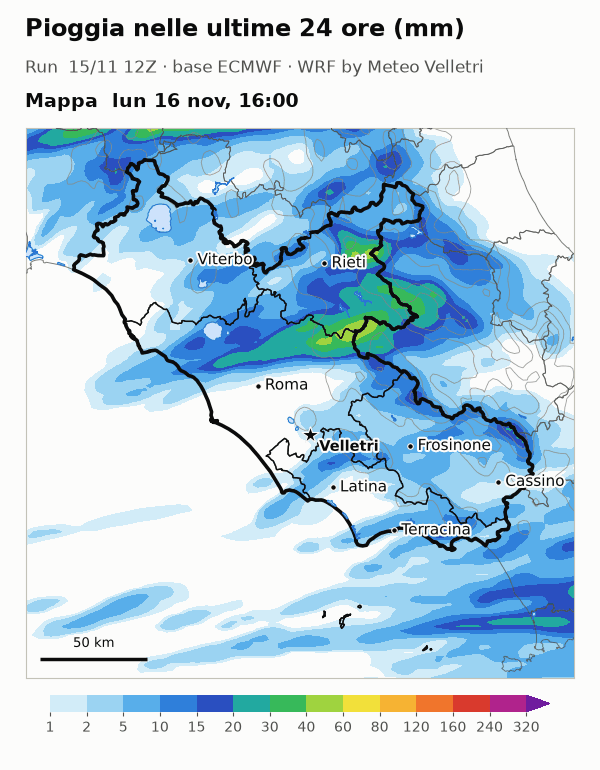 Pioggia nelle ultime 24 ore (mm)
Run  15/11 12Z · base ECMWF · WRF by Meteo Velletri
Mappa  lun 16 nov, 16:00
Viterbo
Rieti
Roma
Velletri
Frosinone
Latina
Cassino
Terracina
50 km
1 2 5 10 15 20 30 40 60 80 120 160 240 320